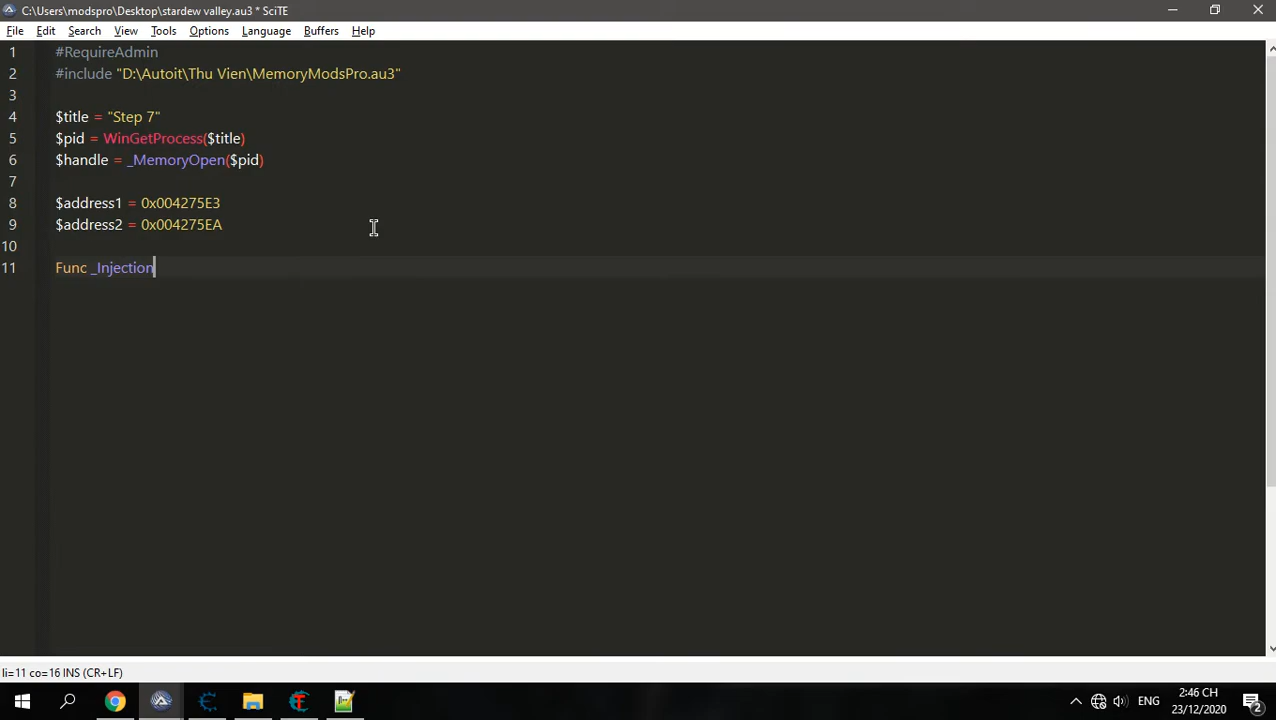 C:\Users\modspro\Desktop\stardew valley.au3 * SciTE
File Edit Search View Tools Options Language Buffers Help
1 #RequireAdmin
2 #include "D:\Autoit\Thu Vien\MemoryModsPro.au3"
3
4 $title = "Step 7"
5 $pid = WinGetProcess($title)
6 $handle = _MemoryOpen($pid)
7
8 $address1 = 0x004275E3
9 $address2 = 0x004275EA
10
11 Func _Injection
li=11 co=16 INS (CR+LF)
ENG
2:46 CH
23/12/2020
2